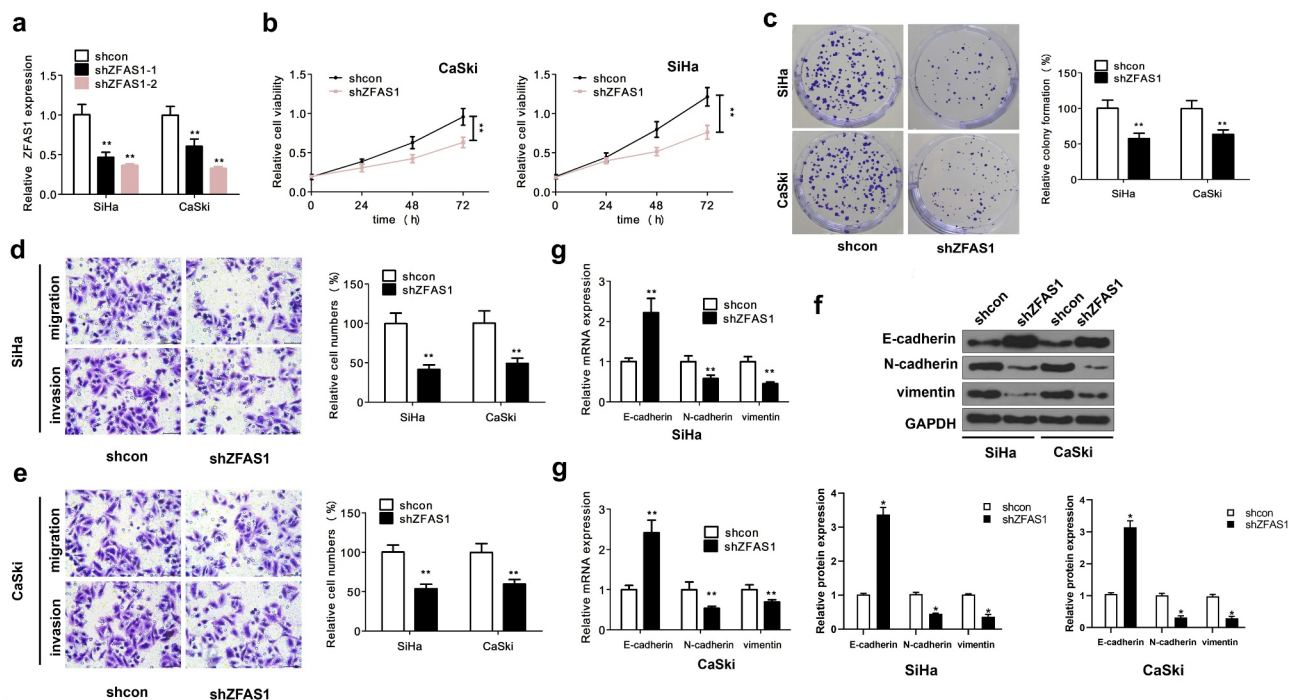 a
shcon
shZFAS1-1
shZFAS1-2
Relative ZFAS1 expression
1.5
1.0
0.5
0.0
**
**
**
**
SiHa
CaSki
b
CaSki
shcon
shZFAS1
Relative cell viability
1.5
1.0
0.5
0.0
**
0
24
48
72
time （h）
SiHa
shcon
shZFAS1
Relative cell viability
1.5
1.0
0.5
0.0
**
0
24
48
72
time （h）
c
SiHa
CaSki
shcon
shZFAS1
shcon
shZFAS1
Relative colony formation （%）
150
100
50
0
**
**
SiHa
CaSki
d
SiHa
migration
invasion
shcon
shZFAS1
shcon
shZFAS1
Relative cell numbers （%）
150
100
50
0
**
**
SiHa
CaSki
g
shcon
shZFAS1
Relative mRNA expression
3
2
1
0
**
**
**
E-cadherin
N-cadherin
vimentin
SiHa
f
shcon
shZFAS1
shcon
shZFAS1
E-cadherin
N-cadherin
vimentin
GAPDH
SiHa
CaSki
e
CaSki
migration
invasion
shcon
shZFAS1
shcon
shZFAS1
Relative cell numbers （%）
150
100
50
0
**
**
SiHa
CaSki
g
shcon
shZFAS1
Relative mRNA expression
3
2
1
0
**
**
**
E-cadherin
N-cadherin
vimentin
CaSki
shcon
shZFAS1
Relative protein expression
4
3
2
1
0
*
*
*
E-cadherin
N-cadherin
vimentin
SiHa
shcon
shZFAS1
Relative protein expression
4
3
2
1
0
*
*
*
E-cadherin
N-cadherin
vimentin
CaSki